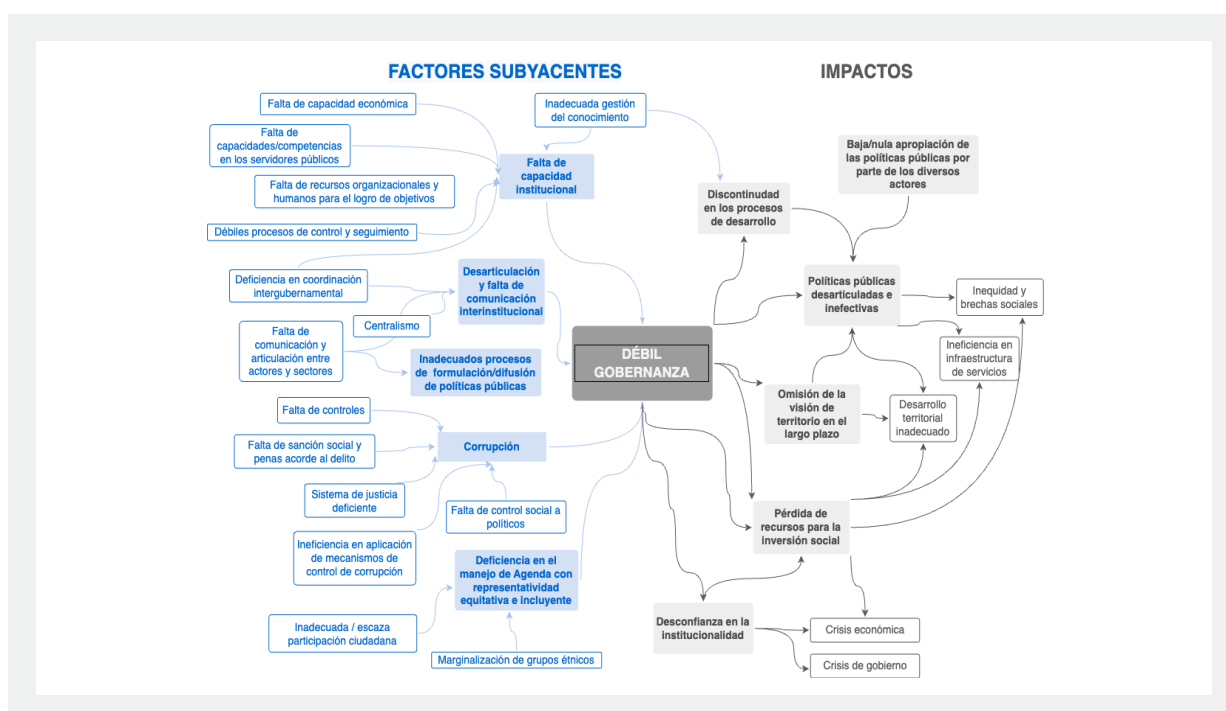 FACTORES SUBYACENTES
IMPACTOS
Falta de capacidad económica
Inadecuada gestión
del conocimiento
Falta de
capacidades/competencias
en los servidores públicos
Falta de
capacidad
institucional
Falta de recursos organizacionales y
humanos para el logro de objetivos
Débiles procesos de control y seguimiento
Deficiencia en coordinación
intergubernamental
Desarticulación
y falta de
comunicación
interinstitucional
Centralismo
Falta de
comunicación y
articulación entre
actores y sectores
Inadecuados procesos
de formulación/difusión
de políticas públicas
Falta de controles
Falta de sanción social y
penas acorde al delito
Corrupción
Sistema de justicia
deficiente
Falta de control social a
políticos
Ineficiencia en aplicación
de mecanismos de
control de corrupción
Deficiencia en el
manejo de Agenda con
representatividad
equitativa e incluyente
Inadecuada / escaza
participación ciudadana
Marginalización de grupos étnicos
DÉBIL
GOBERNANZA
Baja/nula apropiación de
las políticas públicas por
parte de los diversos
actores
Discontinudad
en los procesos
de desarrollo
Políticas públicas
desarticuladas e
inefectivas
Inequidad y
brechas sociales
Ineficiencia en
infraestructura
de servicios
Omisión de la
visión de
territorio en el
largo plazo
Desarrollo
territorial
inadecuado
Pérdida de
recursos para la
inversión social
Desconfianza en la
institucionalidad
Crisis económica
Crisis de gobierno